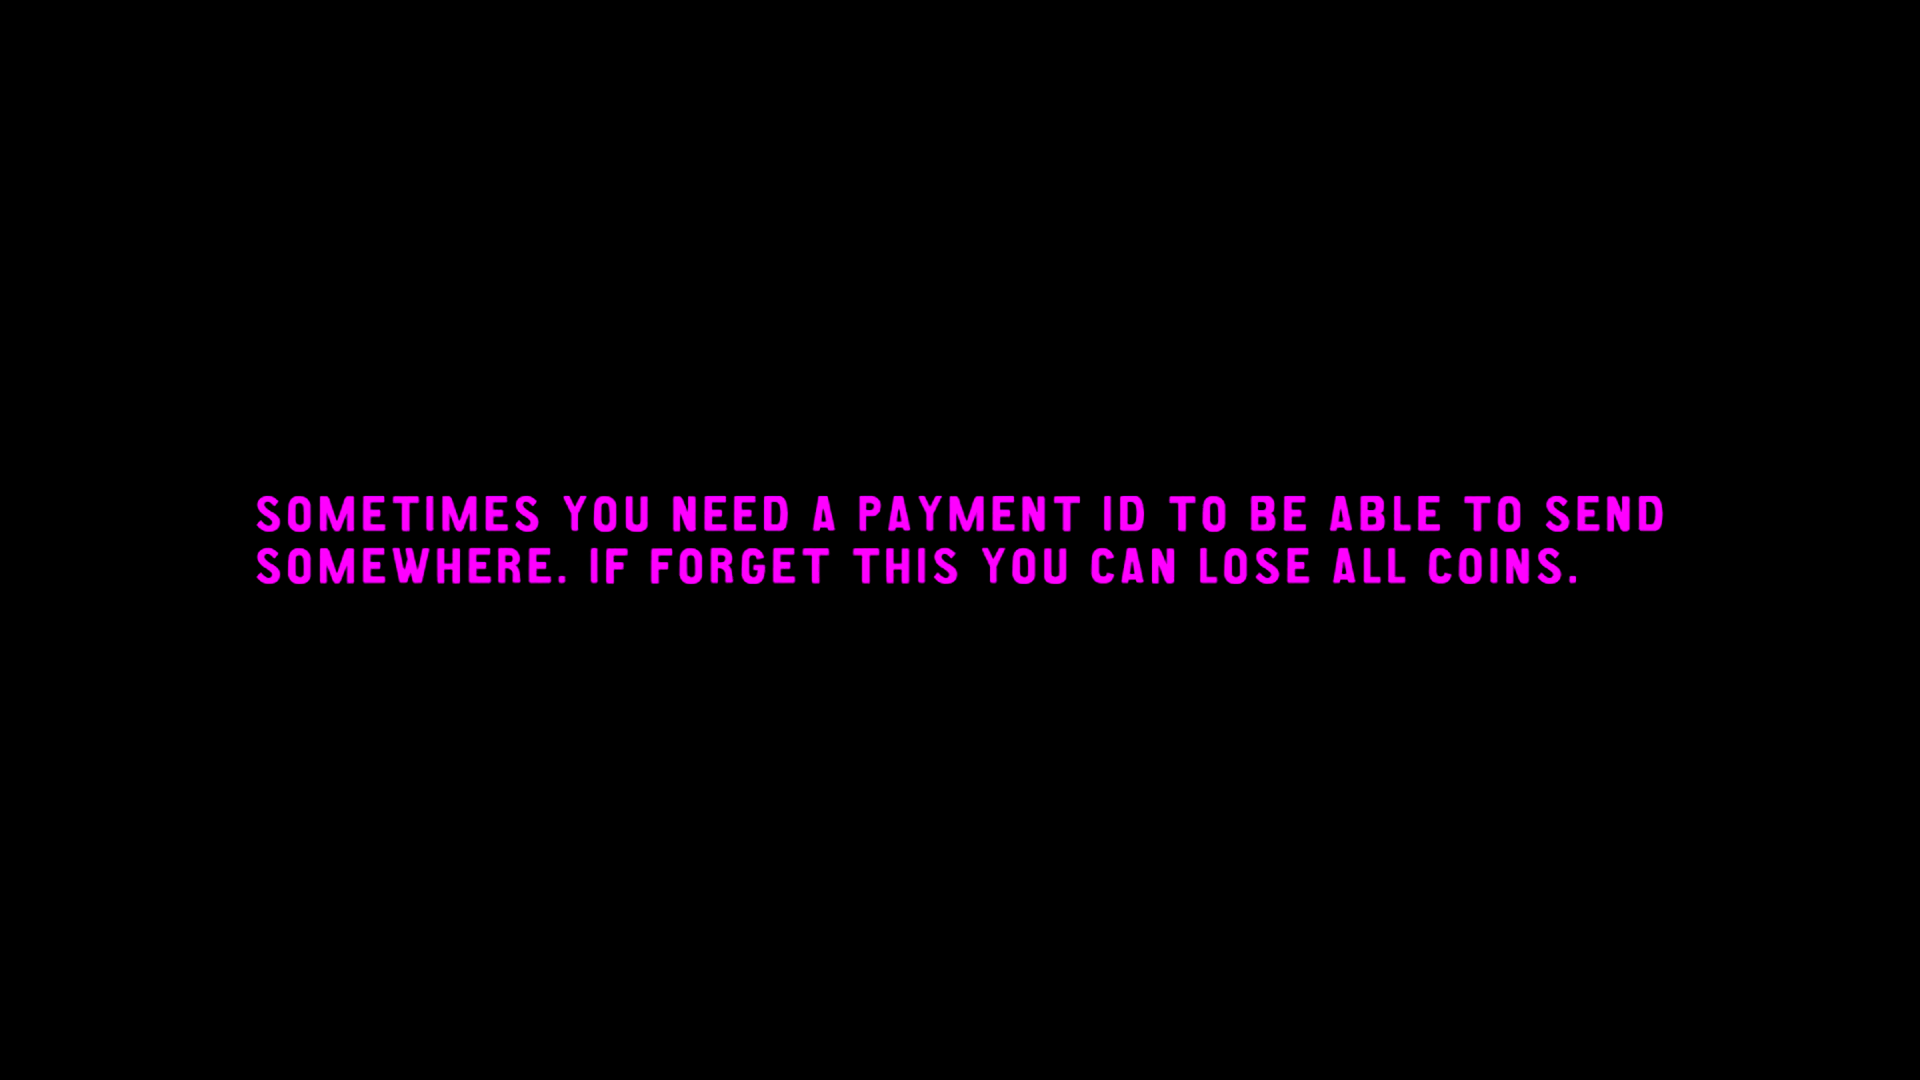 SOMETIMES YOU NEED A PAYMENT ID TO BE ABLE TO SEND
SOMEWHERE. IF FORGET THIS YOU CAN LOSE ALL COINS.